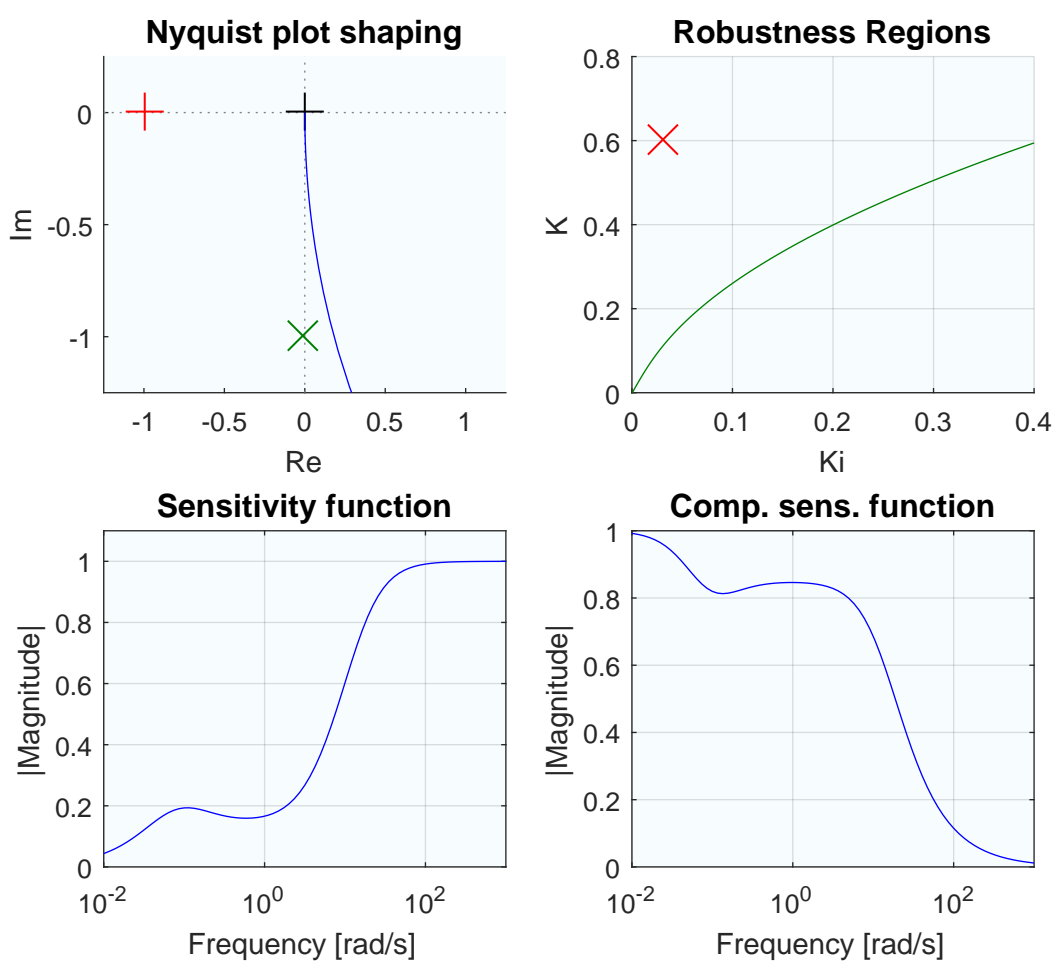 Nyquist plot shaping
0
-0.5
-1
Im
-1 -0.5 0 0.5 1
Re
Robustness Regions
0.8
0.6
0.4
0.2
0
K
0 0.1 0.2 0.3 0.4
Ki
Sensitivity function
1
0.8
0.6
0.4
0.2
0
|Magnitude|
10^-2 10^0 10^2
Frequency [rad/s]
Comp. sens. function
1
0.8
0.6
0.4
0.2
0
|Magnitude|
10^-2 10^0 10^2
Frequency [rad/s]